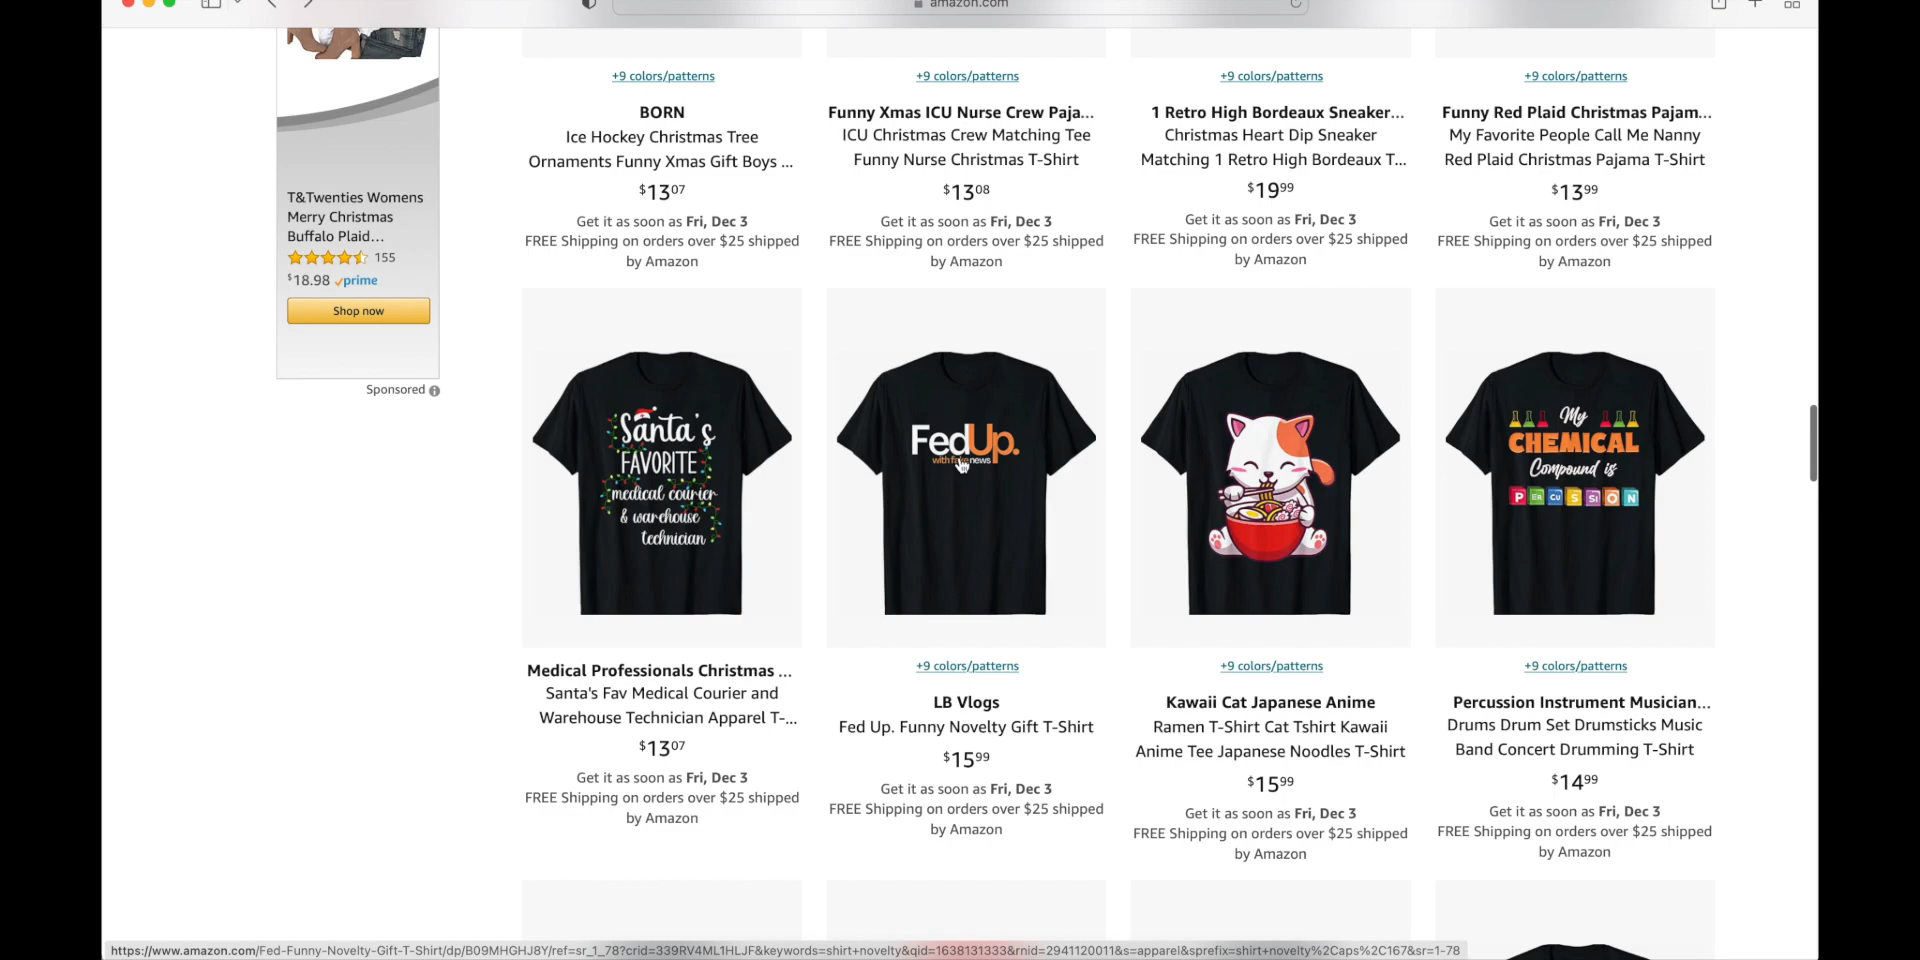 amazon.com
T&Twenties Womens
Merry Christmas
Buffalo Plaid...
155
$18.98 prime
Shop now
Sponsored
+9 colors/patterns
BORN
Ice Hockey Christmas Tree
Ornaments Funny Xmas Gift Boys ...
$1307
Get it as soon as Fri, Dec 3
FREE Shipping on orders over $25 shipped
by Amazon
+9 colors/patterns
Funny Xmas ICU Nurse Crew Paja...
ICU Christmas Crew Matching Tee
Funny Nurse Christmas T-Shirt
$1308
Get it as soon as Fri, Dec 3
FREE Shipping on orders over $25 shipped
by Amazon
+9 colors/patterns
1 Retro High Bordeaux Sneaker...
Christmas Heart Dip Sneaker
Matching 1 Retro High Bordeaux T...
$1999
Get it as soon as Fri, Dec 3
FREE Shipping on orders over $25 shipped
by Amazon
+9 colors/patterns
Funny Red Plaid Christmas Pajam...
My Favorite People Call Me Nanny
Red Plaid Christmas Pajama T-Shirt
$1399
Get it as soon as Fri, Dec 3
FREE Shipping on orders over $25 shipped
by Amazon
Santa's
FAVORITE
medical courier
& warehouse
technician
Medical Professionals Christmas ...
Santa's Fav Medical Courier and
Warehouse Technician Apparel T-...
$1307
Get it as soon as Fri, Dec 3
FREE Shipping on orders over $25 shipped
by Amazon
FedUp.
with news
+9 colors/patterns
LB Vlogs
Fed Up. Funny Novelty Gift T-Shirt
$1599
Get it as soon as Fri, Dec 3
FREE Shipping on orders over $25 shipped
by Amazon
+9 colors/patterns
Kawaii Cat Japanese Anime
Ramen T-Shirt Cat Tshirt Kawaii
Anime Tee Japanese Noodles T-Shirt
$1599
Get it as soon as Fri, Dec 3
FREE Shipping on orders over $25 shipped
by Amazon
My
CHEMICAL
Compound is
P Er Cu S Si O N
+9 colors/patterns
Percussion Instrument Musician...
Drums Drum Set Drumsticks Music
Band Concert Drumming T-Shirt
$1499
Get it as soon as Fri, Dec 3
FREE Shipping on orders over $25 shipped
by Amazon
https://www.amazon.com/Fed-Funny-Novelty-Gift-T-Shirt/dp/B09MHGHJ8Y/ref=sr_1_78?crid=339RV4ML1HLJF&keywords=shirt+novelty&qid=1638131333&rnid=2941120011&s=apparel&sprefix=shirt+novelty%2Caps%2C167&sr=1-78